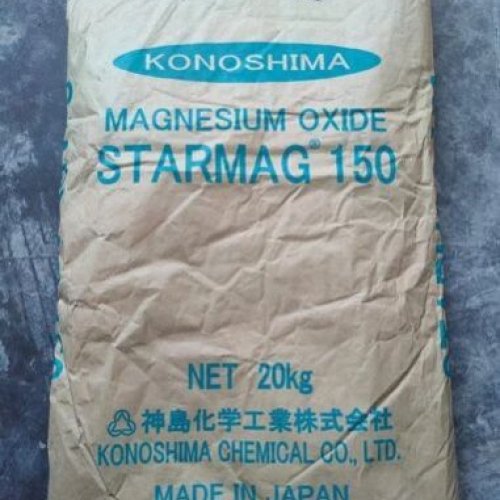 KONOSHIMA
MAGNESIUM OXIDE
STARMAG® 150
NET 20kg
神島化学工業株式会社
KONOSHIMA CHEMICAL CO., LTD.
MADE IN JAPAN